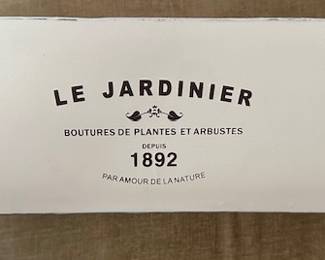 LE JARDINIER
BOUTURES DE PLANTES ET ARBUSTES
DEPUIS
1892
PAR AMOUR DE LA NATURE